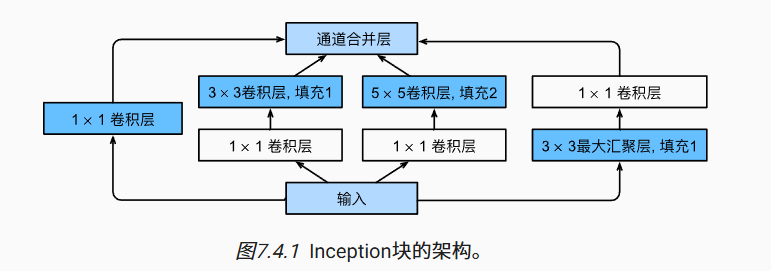 通道合并层
3 × 3卷积层, 填充1
5 × 5卷积层, 填充2
1 × 1 卷积层
1 × 1 卷积层
1 × 1 卷积层
1 × 1 卷积层
3 × 3最大汇聚层, 填充1
输入
图7.4.1 Inception块的架构。